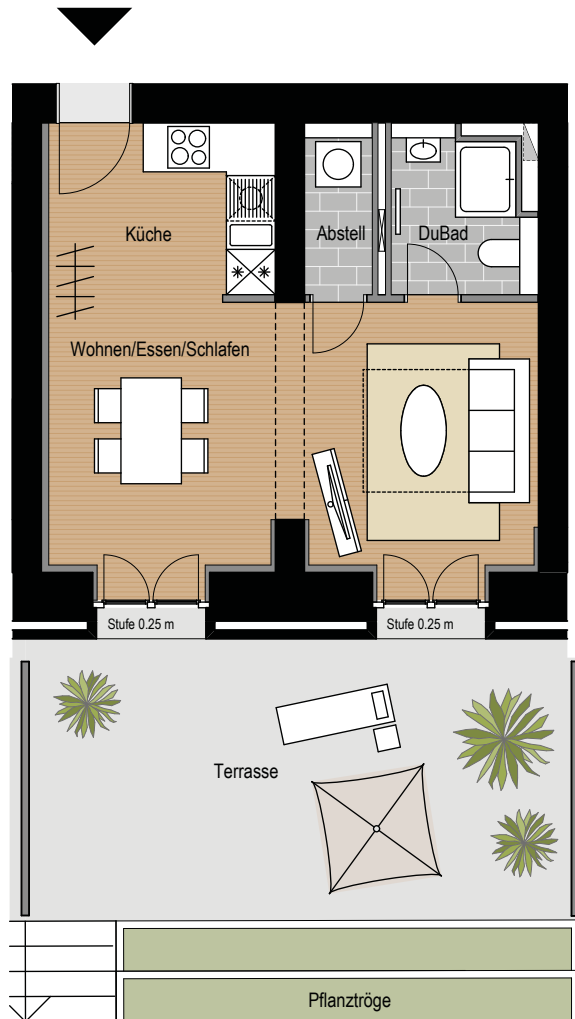 Küche
Abstell
DuBad
Wohnen/Essen/Schlafen
Stufe 0.25 m
Stufe 0.25 m
Terrasse
Pflanztröge